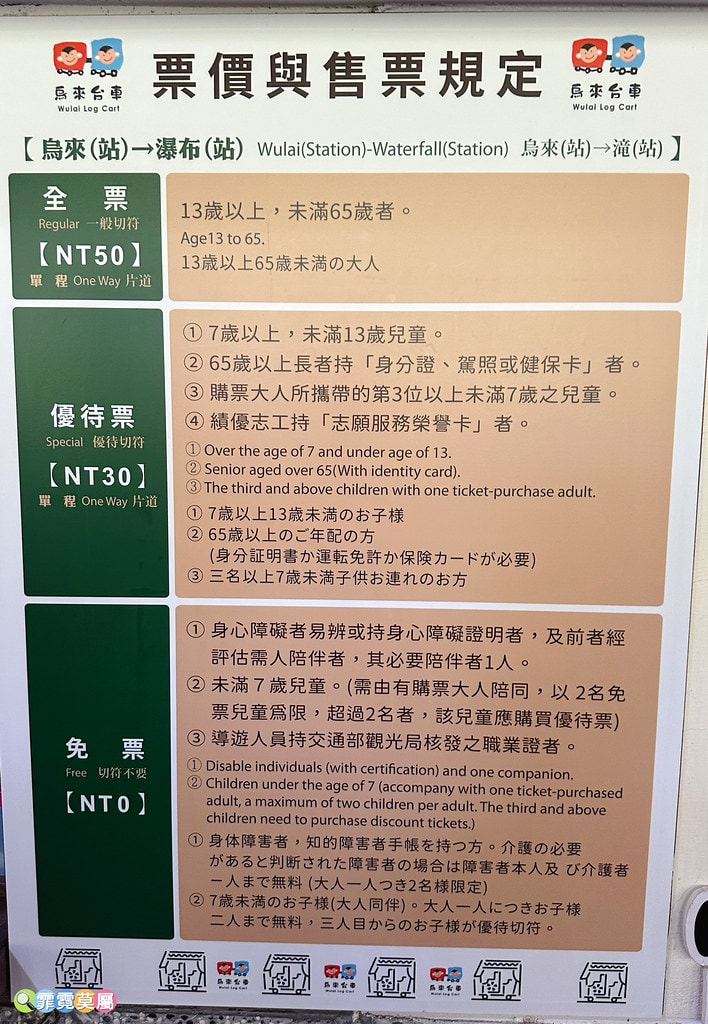 烏來台車
Wulai Log Cart
票價與售票規定
烏來台車
Wulai Log Cart
【烏來(站)→瀑布(站) Wulai(Station)-Waterfall(Station) 烏來(站)→滝(站)】
全 票
Regular 一般切符
【NT50】
單 程 One Way 片道
13歲以上，未滿65歲者。
Age13 to 65.
13歲以上65歲未満の大人
優待票
Special 優待切符
【NT30】
單 程 One Way 片道
① 7歲以上，未滿13歲兒童。
② 65歲以上長者持「身分證、駕照或健保卡」者。
③ 購票大人所攜帶的第3位以上未滿7歲之兒童。
④ 績優志工持「志願服務榮譽卡」者。
① Over the age of 7 and under age of 13.
② Senior aged over 65(With identity card).
③ The third and above children with one ticket-purchase adult.
① 7歲以上13歲未満のお子様
② 65歲以上のご年配の方
(身分証明書か運転免許か保険カードが必要)
③ 三名以上7歲未満子供お連れのお方
免 票
Free 切符不要
【NT0】
① 身心障礙者易辨或持身心障礙證明者，及前者經
評估需人陪伴者，其必要陪伴者1人。
② 未滿７歲兒童。(需由有購票大人陪同，以 2名免
票兒童為限，超過2名者，該兒童應購買優待票)
③ 導遊人員持交通部觀光局核發之職業證者。
① Disable individuals (with certification) and one companion.
② Children under the age of 7 (accompany with one ticket-purchased
adult, a maximum of two children per adult. The third and above
children need to purchase discount tickets.)
① 身体障害者，知的障害者手帳を持つ方。介護の必要
があると判断された障害者の場合は障害者本人及 び介護者
一人まで無料 (大人一人つき2名様限定)
② 7歲未満のお子様(大人同伴)。大人一人につきお子様
二人まで無料，三人目からのお子様が優待切符。
烏來台車
Wulai Log Cart
烏來台車
Wulai Log Cart
烏來台車
Wulai Log Cart
霏霓莫屬